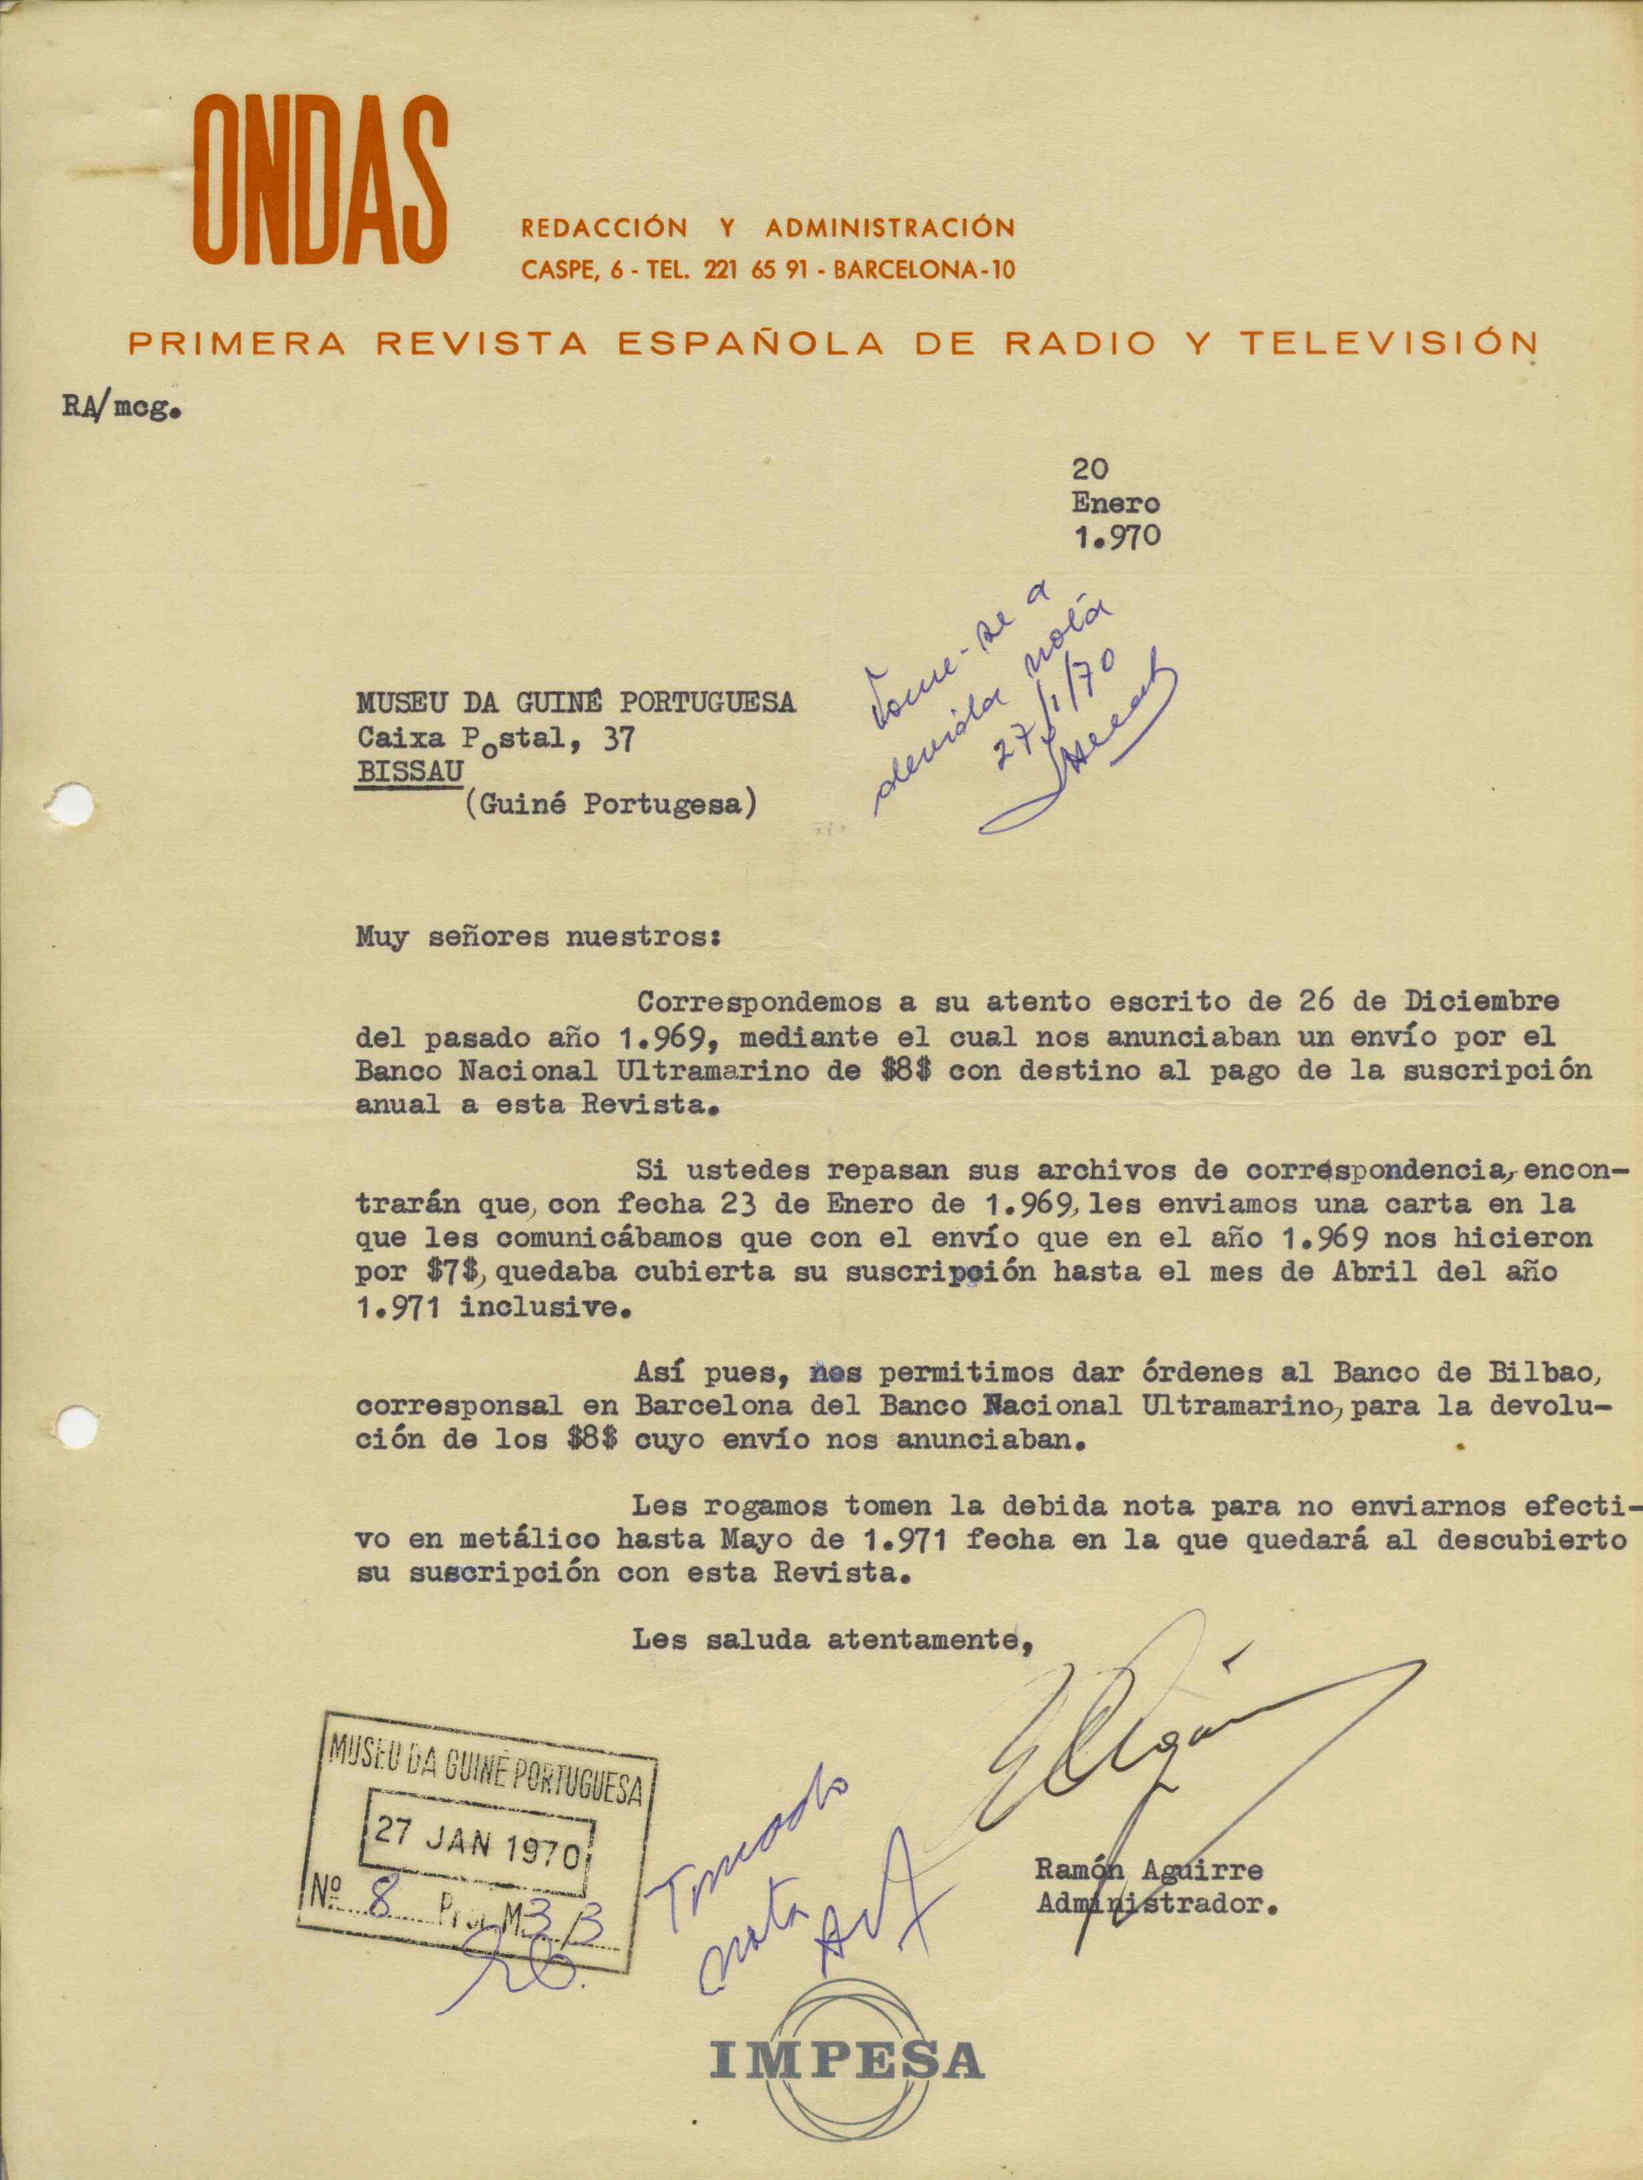 ONDAS
REDACCIÓN Y ADMINISTRACIÓN
CASPE, 6 - TEL. 221 65 91 - BARCELONA-10
PRIMERA REVISTA ESPAÑOLA DE RADIO Y TELEVISIÓN
RA/mcg.
20
Enero
1.970
Tome-se a
devida nota
27/1/70
MUSEU DA GUINÉ PORTUGUESA
Caixa Postal, 37
BISSAU
(Guiné Portugesa)
Muy señores nuestros:
Correspondemos a su atento escrito de 26 de Diciembre
del pasado año 1.969, mediante el cual nos anunciaban un envío por el
Banco Nacional Ultramarino de $8$ con destino al pago de la suscripción
anual a esta Revista.
Si ustedes repasan sus archivos de correspondencia, encon-
trarán que, con fecha 23 de Enero de 1.969, les enviamos una carta en la
que les comunicábamos que con el envío que en el año 1.969 nos hicieron
por $7$, quedaba cubierta su suscripción hasta el mes de Abril del año
1.971 inclusive.
Así pues, nos permitimos dar órdenes al Banco de Bilbao,
corresponsal en Barcelona del Banco Nacional Ultramarino, para la devolu-
ción de los $8$ cuyo envío nos anunciaban.
Les rogamos tomen la debida nota para no enviarnos efecti-
vo en metálico hasta Mayo de 1.971 fecha en la que quedará al descubierto
su suscripción con esta Revista.
Les saluda atentamente,
MUSEU DA GUINÉ PORTUGUESA
27 JAN 1970
Nº 8
Tomado
nota
Ramón Aguirre
Administrador.
IMPESA